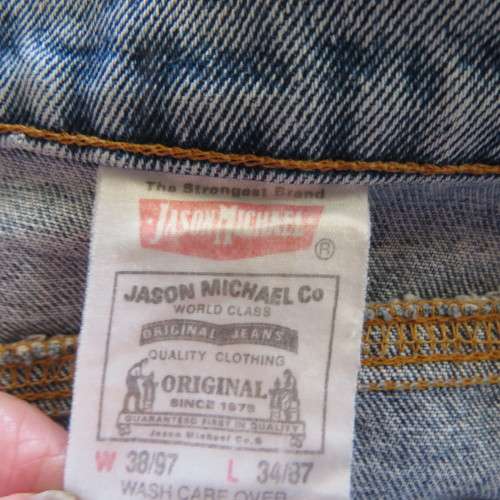 The Strongest Brand
JASON MICHAEL
®
JASON MICHAEL Co
WORLD CLASS
ORIGINAL JEANS
QUALITY CLOTHING
ORIGINAL
SINCE 1978
GUARANTEED FIRST IN QUALITY
Jason Michael Co.&
W 38/97 L 34/87
WASH CARE OVER